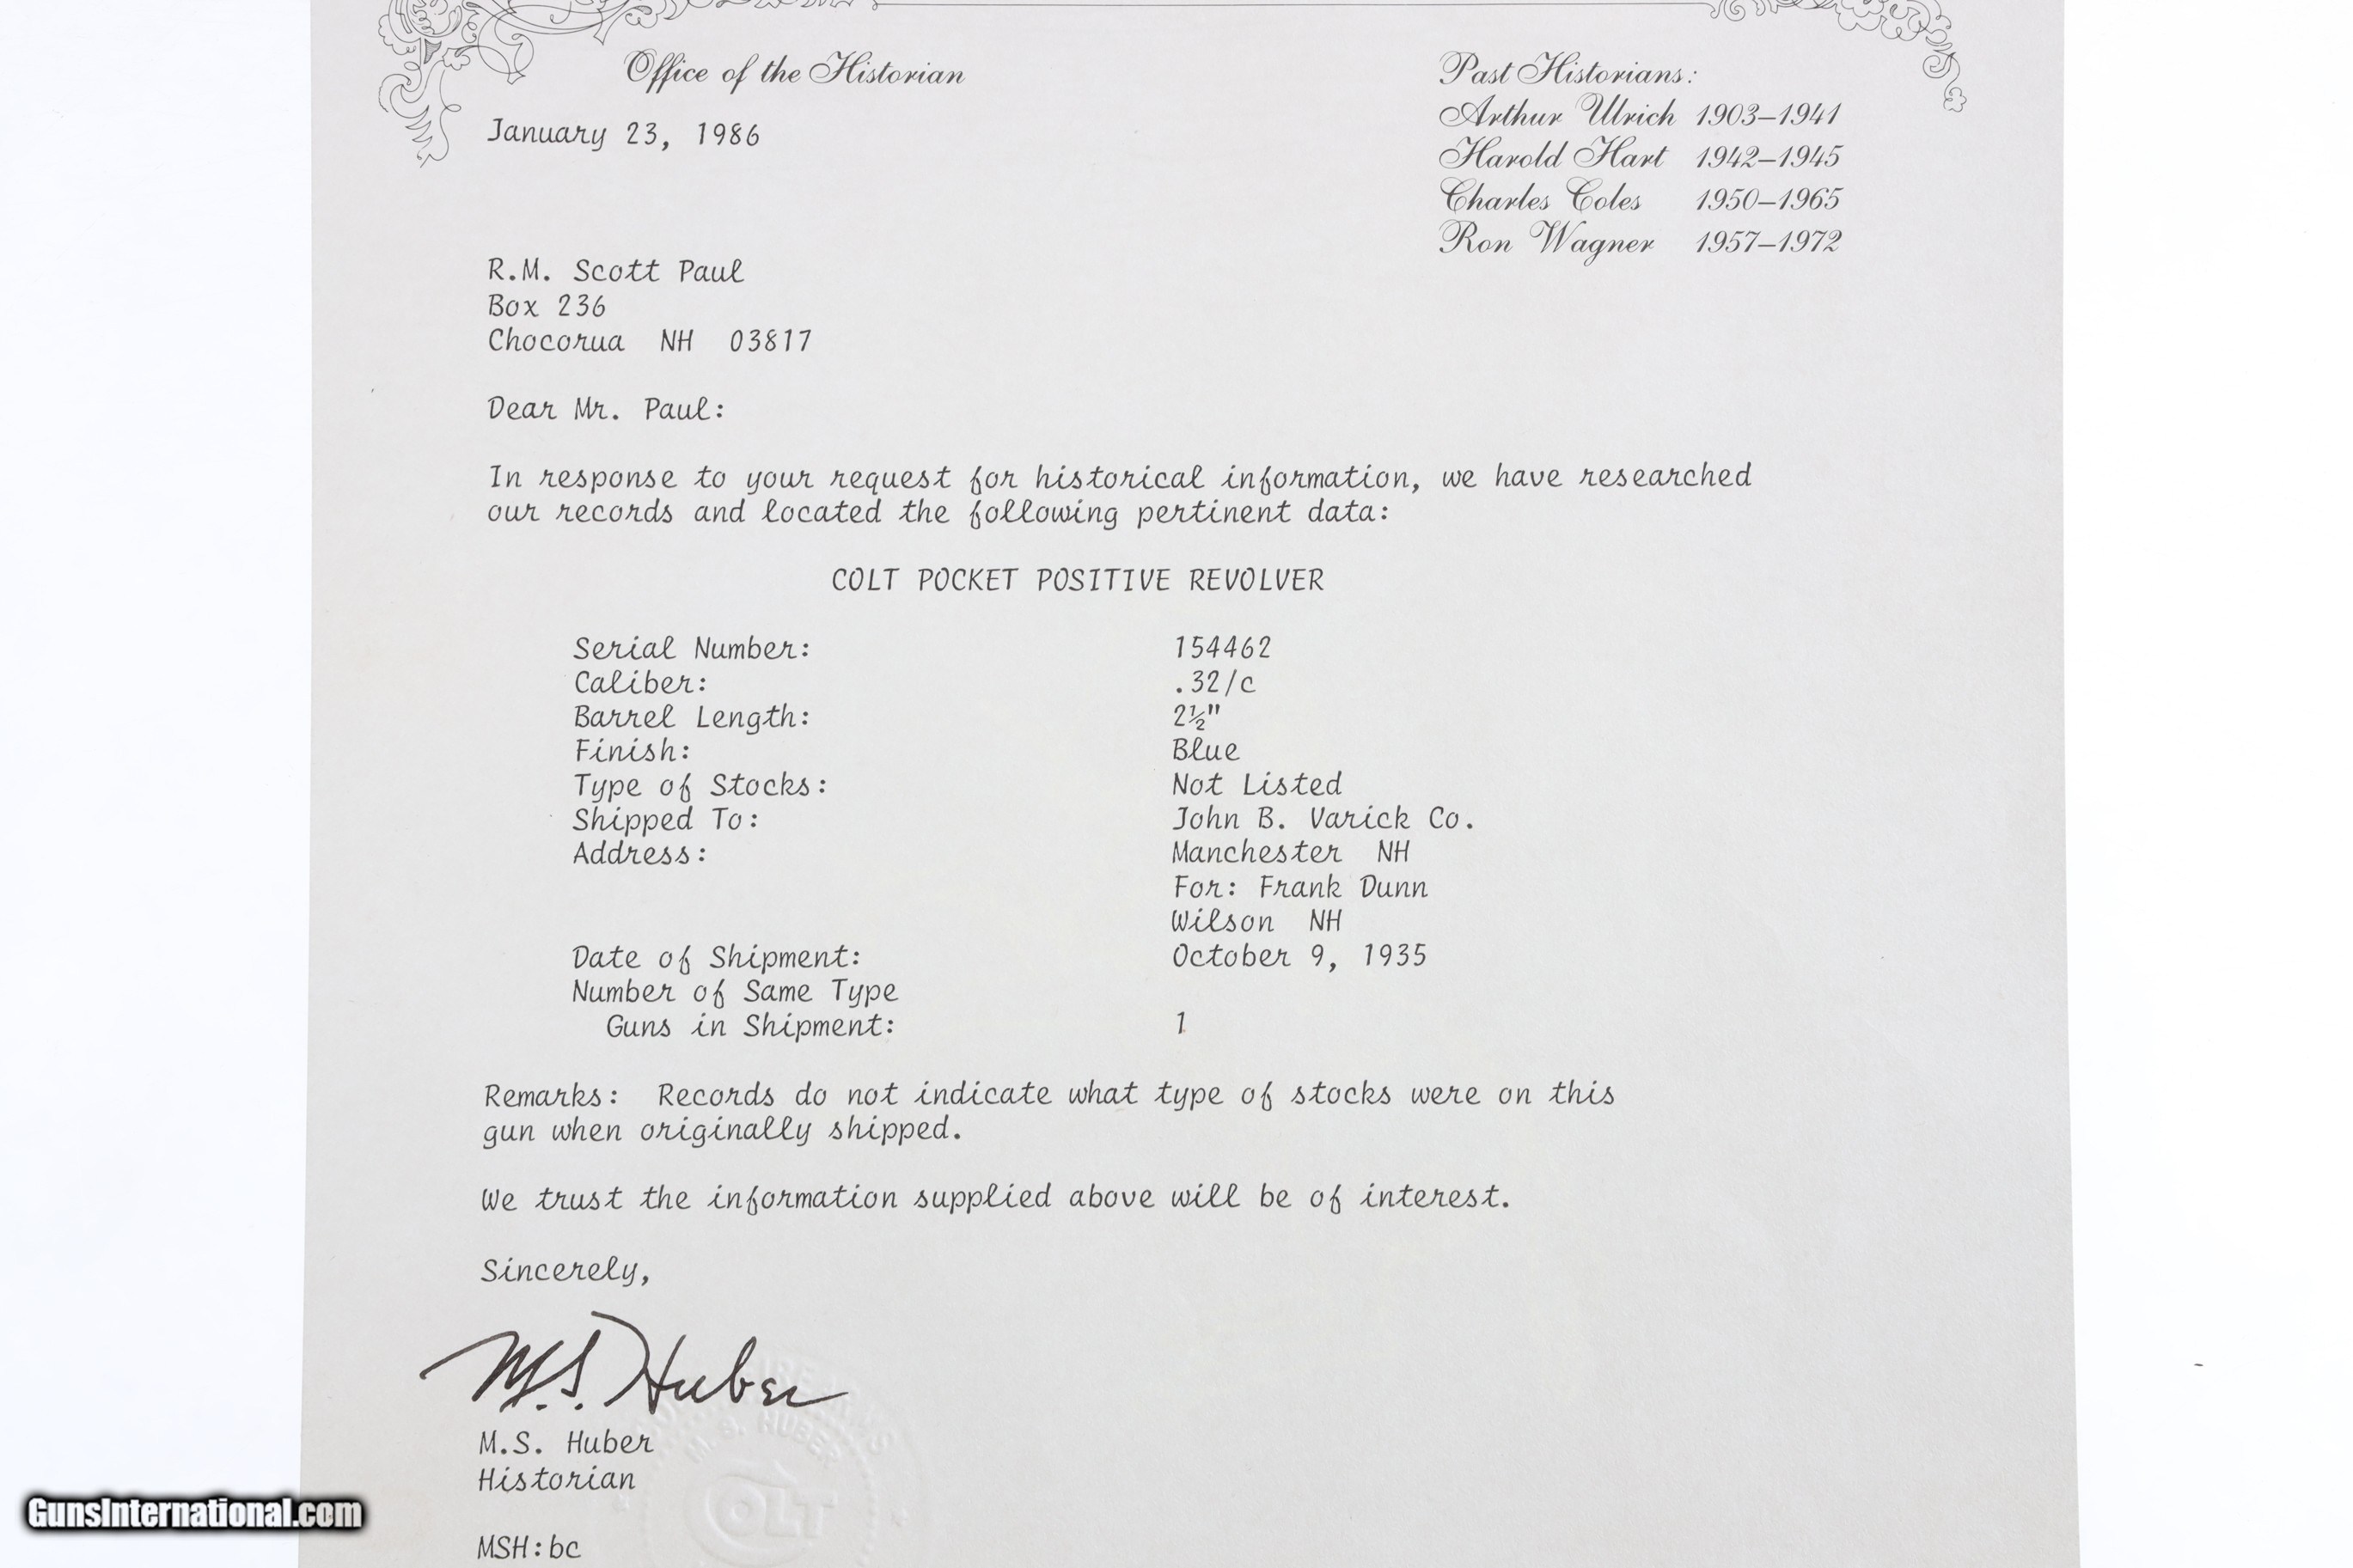 Office of the Historian
Past Historians:
Arthur Ulrich 1903–1941
Harold Hart 1942–1945
Charles Coles 1950–1965
Ron Wagner 1957–1972
January 23, 1986
R.M. Scott Paul
Box 236
Chocorua NH 03817
Dear Mr. Paul:
In response to your request for historical information, we have researched
our records and located the following pertinent data:
COLT POCKET POSITIVE REVOLVER
Serial Number: 154462
Caliber: .32/c
Barrel Length: 2½"
Finish: Blue
Type of Stocks: Not Listed
Shipped To: John B. Varick Co.
Address: Manchester NH
For: Frank Dunn
Wilson NH
Date of Shipment: October 9, 1935
Number of Same Type
Guns in Shipment: 1
Remarks: Records do not indicate what type of stocks were on this
gun when originally shipped.
We trust the information supplied above will be of interest.
Sincerely,
M.S. Huber
M.S. Huber
Historian
M. S. HUBER
COLT
MSH:bc
GunsInternational.com